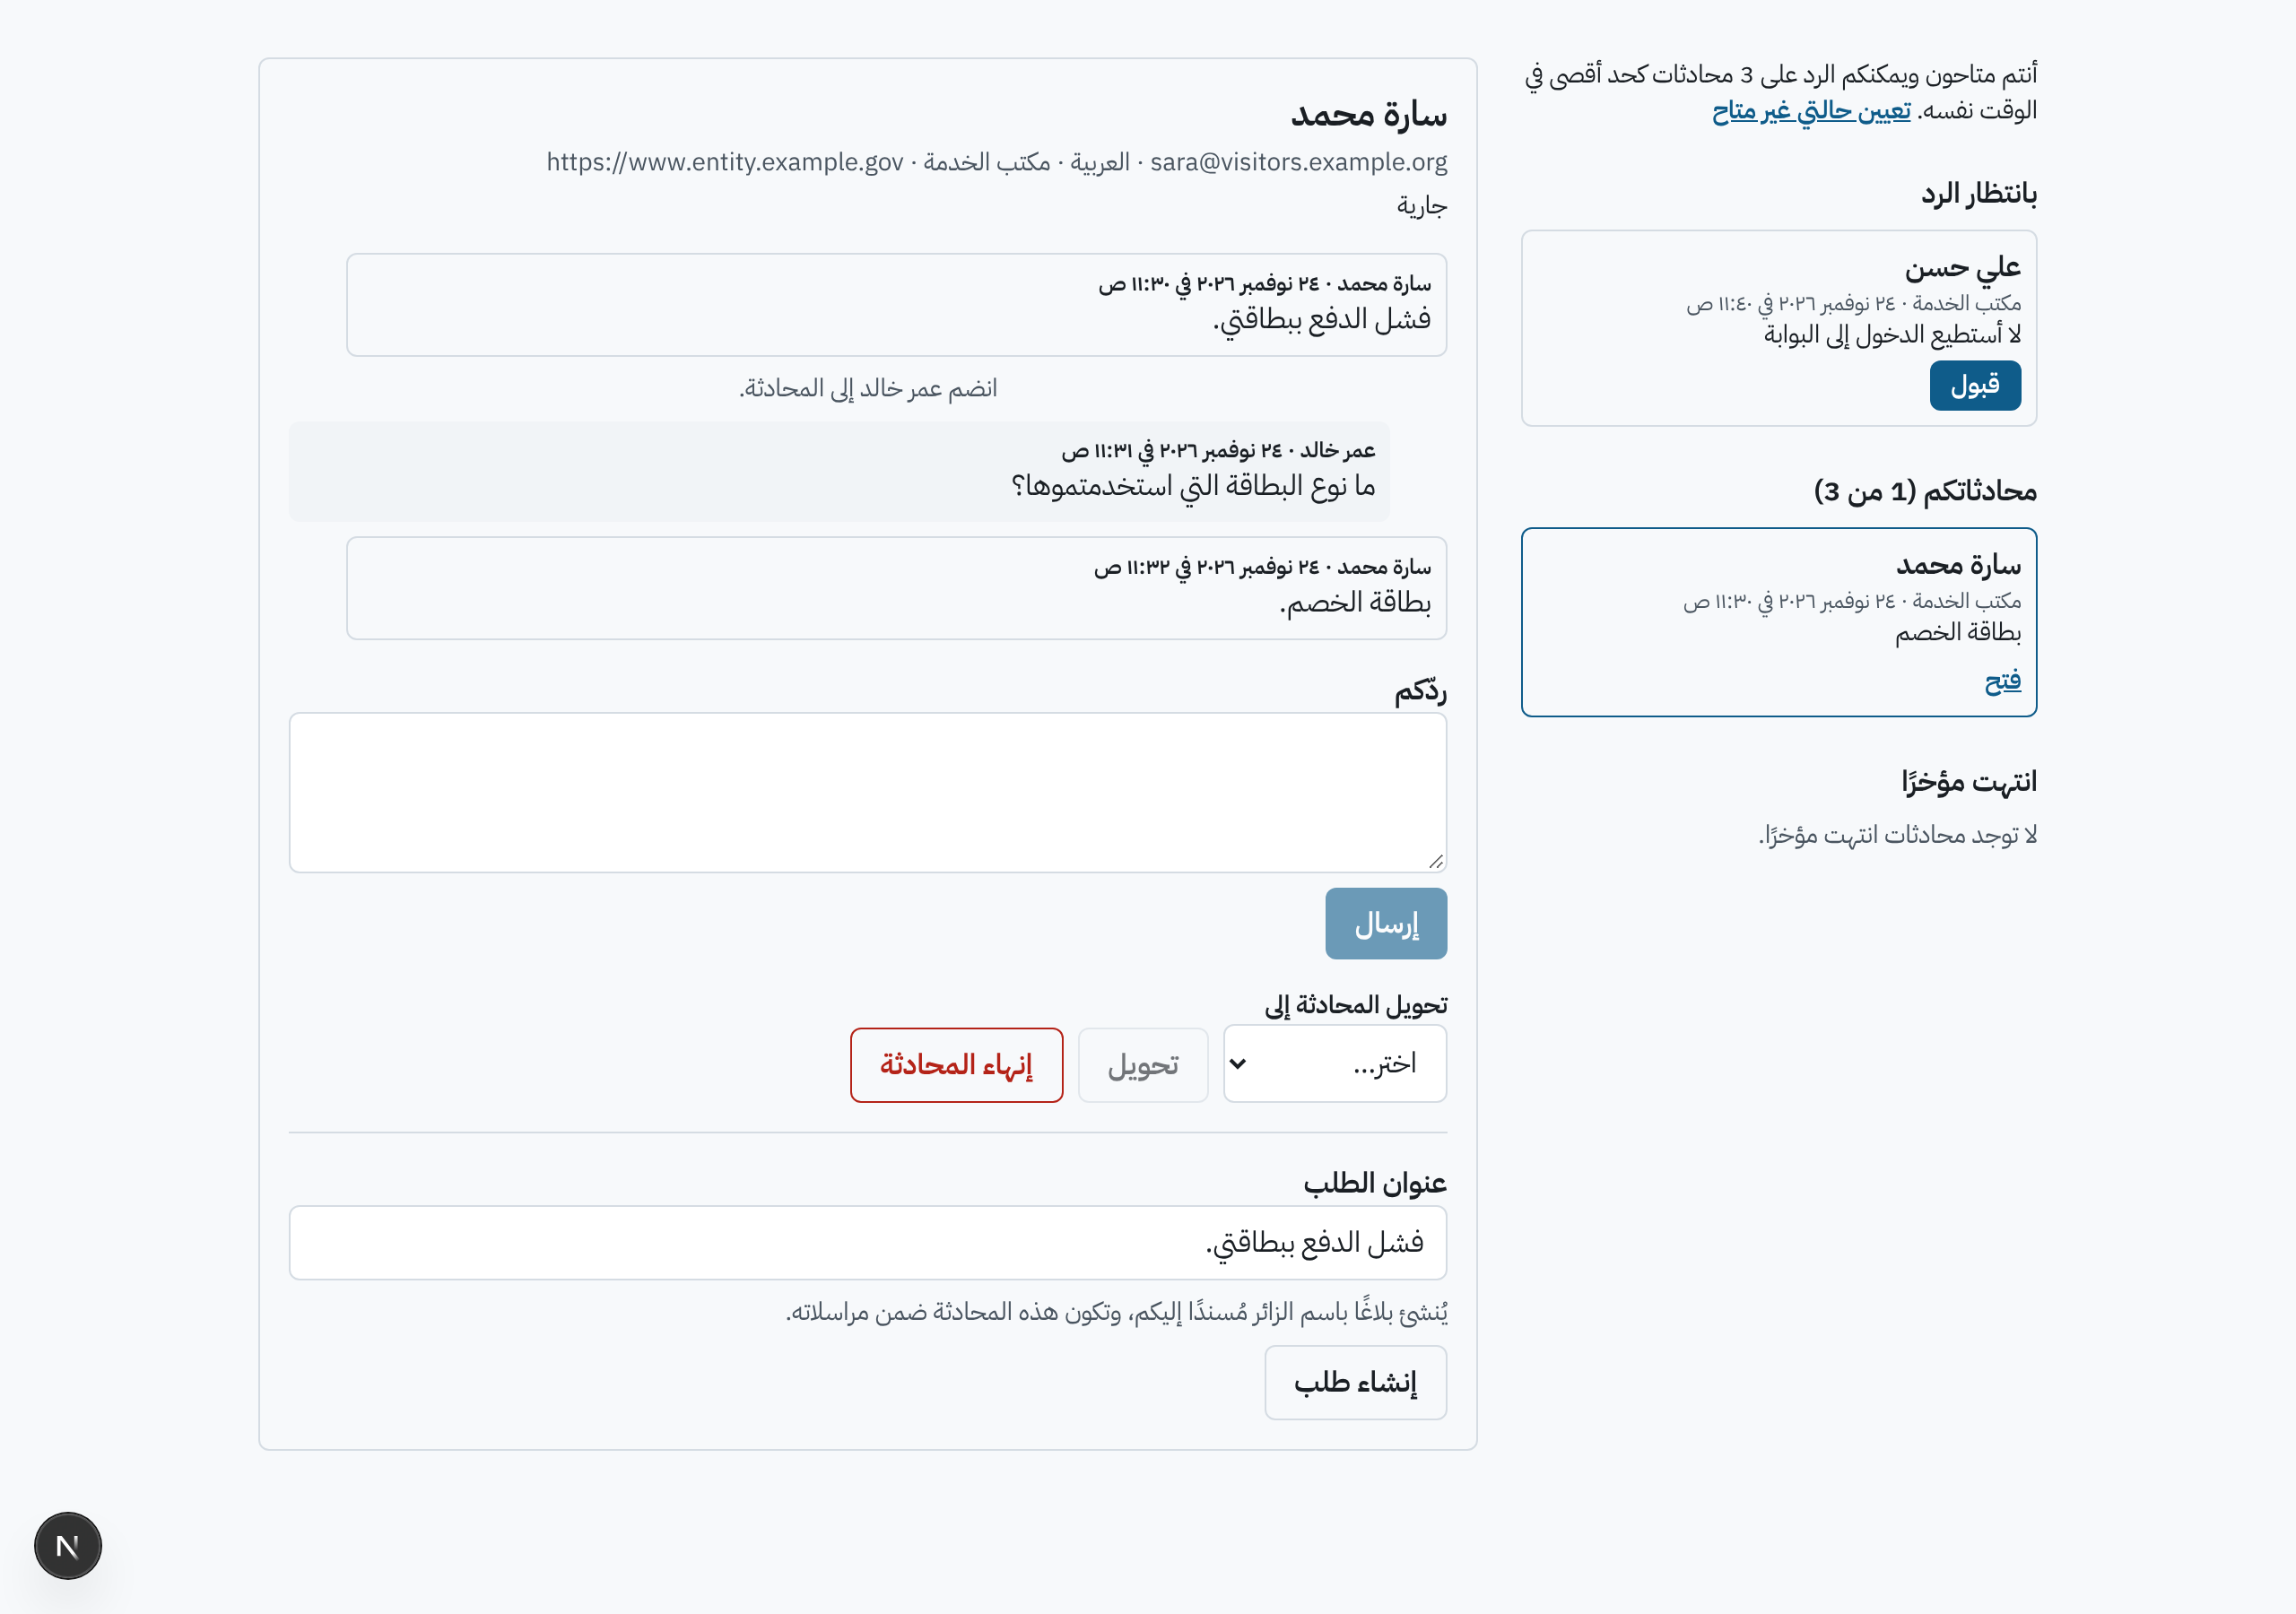 أنتم متاحون ويمكنكم الرد على 3 محادثات كحد أقصى في
الوقت نفسه. تعيين حالتي غير متاح
بانتظار الرد
علي حسن
مكتب الخدمة · ٢٤ نوفمبر ٢٠٢٦ في ١١:٤٠ ص
لا أستطيع الدخول إلى البوابة
قبول
محادثاتكم (1 من 3)
سارة محمد
مكتب الخدمة · ٢٤ نوفمبر ٢٠٢٦ في ١١:٣٠ ص
بطاقة الخصم
فتح
انتهت مؤخرًا
لا توجد محادثات انتهت مؤخرًا.
سارة محمد
sara@visitors.example.org · العربية · مكتب الخدمة · https://www.entity.example.gov
جارية
سارة محمد · ٢٤ نوفمبر ٢٠٢٦ في ١١:٣٠ ص
فشل الدفع ببطاقتي.
انضم عمر خالد إلى المحادثة.
عمر خالد · ٢٤ نوفمبر ٢٠٢٦ في ١١:٣١ ص
ما نوع البطاقة التي استخدمتموها؟
سارة محمد · ٢٤ نوفمبر ٢٠٢٦ في ١١:٣٢ ص
بطاقة الخصم.
ردّكم
إرسال
تحويل المحادثة إلى
اختر... تحويل إنهاء المحادثة
عنوان الطلب
فشل الدفع ببطاقتي.
يُنشئ بلاغًا باسم الزائر مُسندًا إليكم، وتكون هذه المحادثة ضمن مراسلاته.
إنشاء طلب
N